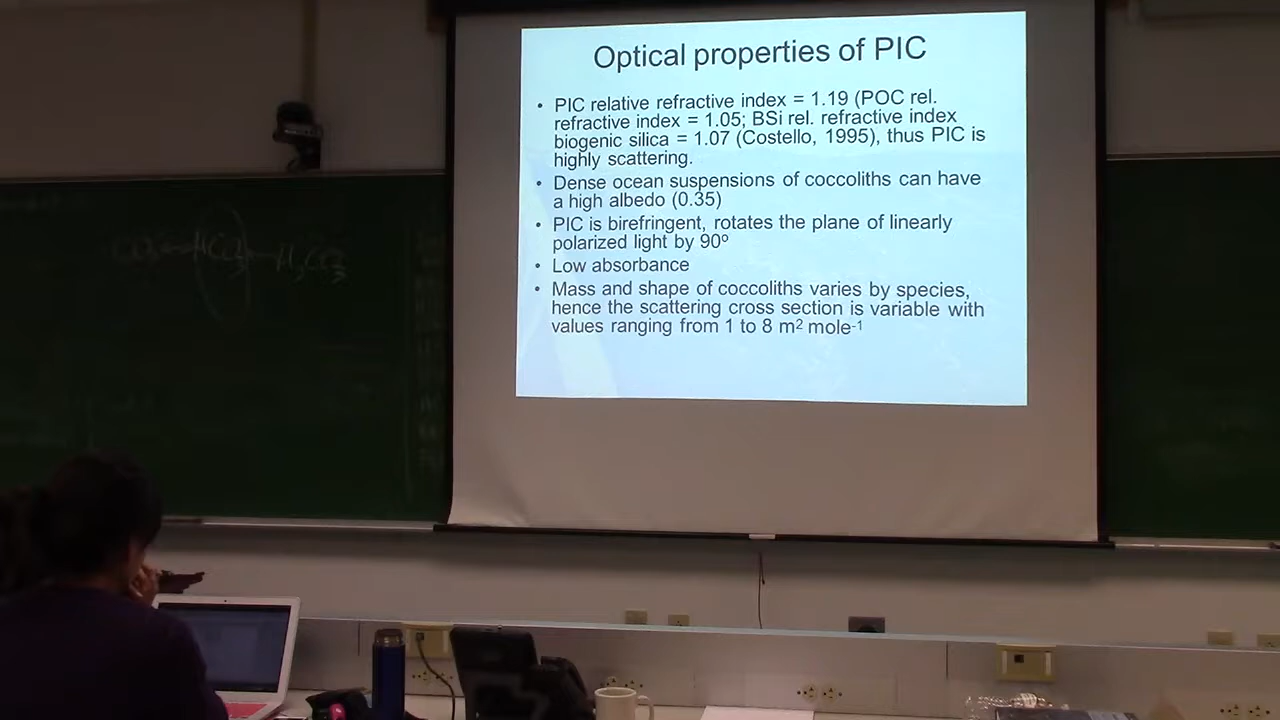 Optical properties of PIC
• PIC relative refractive index = 1.19 (POC rel.
refractive index = 1.05; BSi rel. refractive index
biogenic silica = 1.07 (Costello, 1995), thus PIC is
highly scattering.
• Dense ocean suspensions of coccoliths can have
a high albedo (0.35)
• PIC is birefringent, rotates the plane of linearly
polarized light by 90º
• Low absorbance
• Mass and shape of coccoliths varies by species,
hence the scattering cross section is variable with
values ranging from 1 to 8 m² mole⁻¹